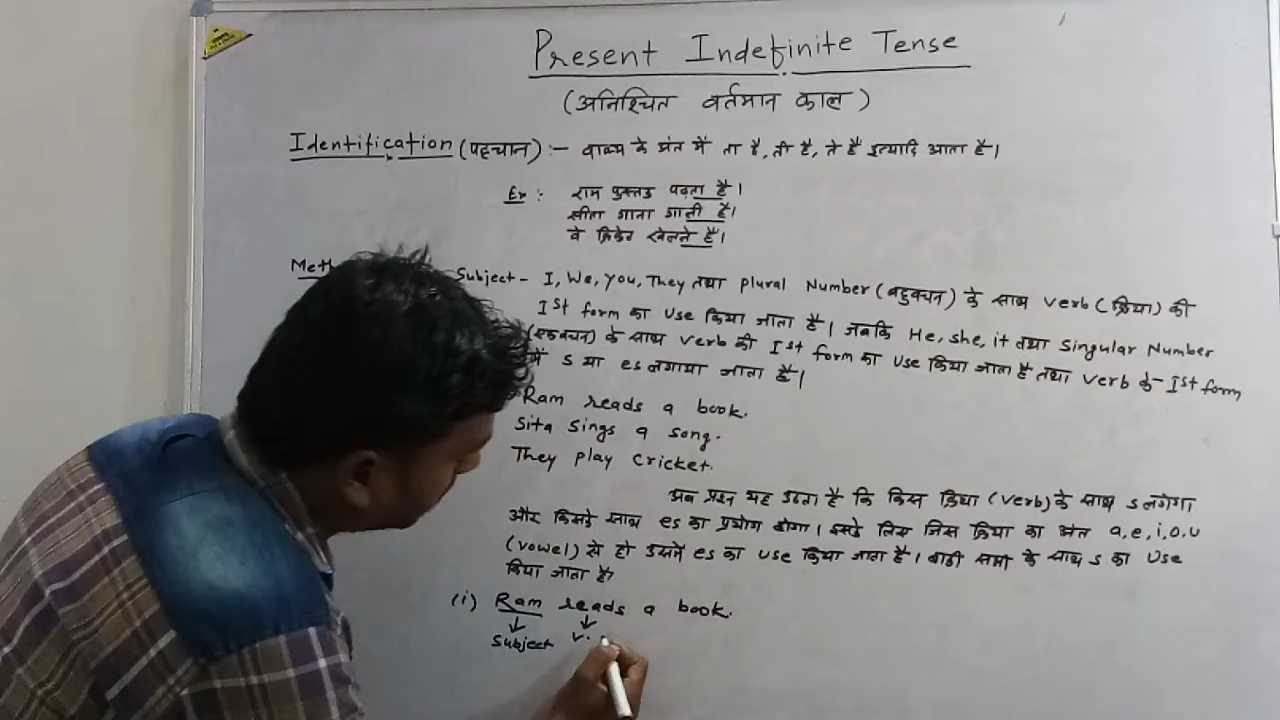 Present Indefinite Tense
(अनिश्चित वर्तमान काल)
Identification (पहचान) :- वाक्य के अंत में ता है, ती है, ते है इत्यादि आता है।
Ex : राम पुस्तक पढ़ता है।
सीता गाना गाती है।
वे क्रिकेट खेलते है।
Meth
Subject - I, We, You, They तथा Plural Number (बहुवचन) के साथ Verb (क्रिया) की
Ist form का Use किया जाता है। जबकि He, she, it तथा Singular Number
(एकवचन) के साथ Verb की Ist form का Use किया जाता है तथा Verb के Ist form
में S या es लगाया जाता है।
Ram reads a book.
Sita Sings a Song.
They play Cricket.
अब प्रश्न यह उठता है कि किस क्रिया (Verb) के साथ S लगेगा
और किसके साथ es का प्रयोग होगा। इसके लिए जिस क्रिया का अंत a, e, i, o, u
(Vowel) से हो उसमें es का Use किया जाता है। बाकी सभी के साथ S का Use
किया जाता है?
(i) Ram reads a book.
Subject V.